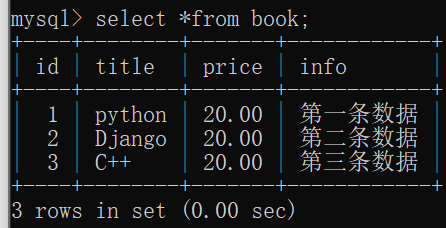 mysql> select *from book;
+----+--------+-------+------------+
| id | title  | price | info       |
+----+--------+-------+------------+
| 1 | python | 20.00 | 第一条数据 |
| 2 | Django | 20.00 | 第二条数据 |
| 3 | C++    | 20.00 | 第三条数据 |
+----+--------+-------+------------+
3 rows in set (0.00 sec)